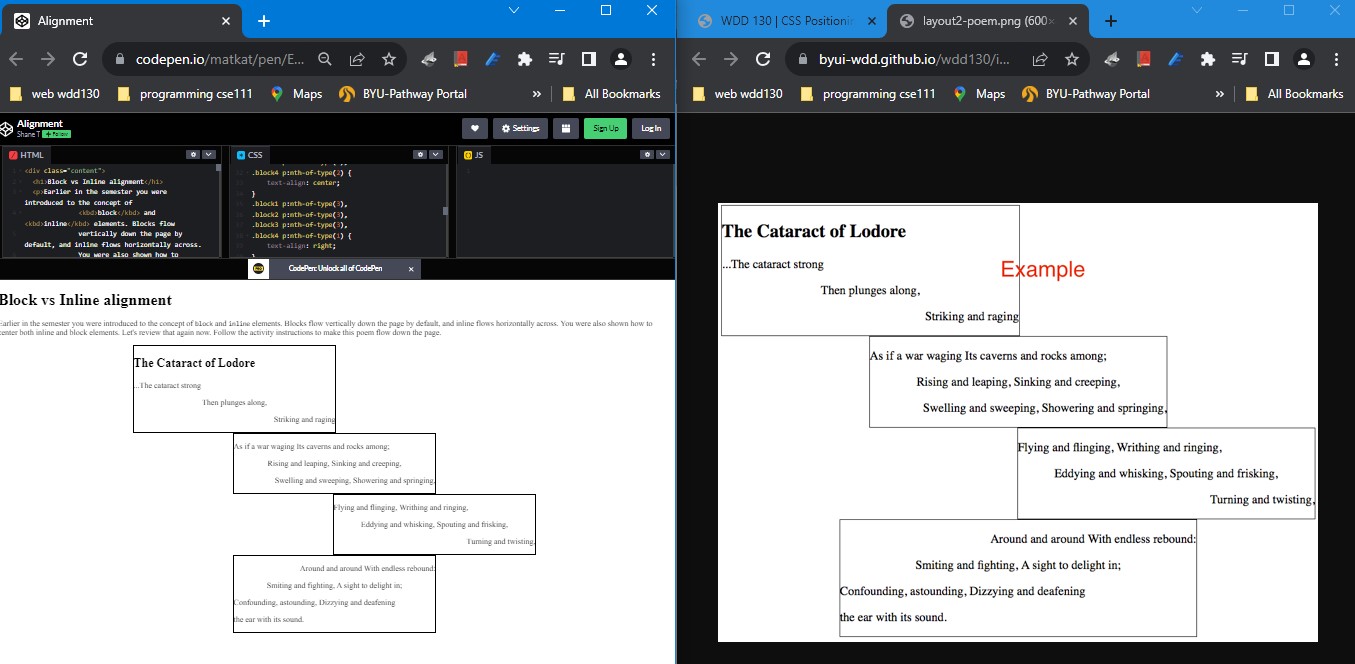 Alignment
codepen.io/matkat/pen/E...
web wdd130
programming cse111
Maps
BYU-Pathway Portal
»
All Bookmarks
Alignment
Shane T
+ Follow
Settings
Sign Up
Log In
HTML
<div class="content">
<h1>Block vs Inline alignment</h1>
<p>Earlier in the semester you were
introduced to the concept of
<kbd>block</kbd> and
<kbd>inline</kbd> elements. Blocks flow
vertically down the page by
default, and inline flows horizontally across.
You were also shown how to
CSS
.block4 p:nth-of-type(2) {
text-align: center;
}
.block1 p:nth-of-type(3),
.block2 p:nth-of-type(3),
.block3 p:nth-of-type(3),
.block4 p:nth-of-type(1) {
text-align: right;
}
JS
1
CodePen: Unlock all of CodePen
Block vs Inline alignment
Earlier in the semester you were introduced to the concept of block and inline elements. Blocks flow vertically down the page by default, and inline flows horizontally across. You were also shown how to
center both inline and block elements. Let's review that again now. Follow the activity instructions to make this poem flow down the page.
The Cataract of Lodore
...The cataract strong
Then plunges along,
Striking and raging
As if a war waging Its caverns and rocks among;
Rising and leaping, Sinking and creeping,
Swelling and sweeping, Showering and springing,
Flying and flinging, Writhing and ringing,
Eddying and whisking, Spouting and frisking,
Turning and twisting,
Around and around With endless rebound:
Smiting and fighting, A sight to delight in;
Confounding, astounding, Dizzying and deafening
the ear with its sound.
WDD 130 | CSS Positionin
layout2-poem.png (600×
byui-wdd.github.io/wdd130/i...
web wdd130
programming cse111
Maps
BYU-Pathway Portal
»
All Bookmarks
The Cataract of Lodore
...The cataract strong
Example
Then plunges along,
Striking and raging
As if a war waging Its caverns and rocks among;
Rising and leaping, Sinking and creeping,
Swelling and sweeping, Showering and springing,
Flying and flinging, Writhing and ringing,
Eddying and whisking, Spouting and frisking,
Turning and twisting,
Around and around With endless rebound:
Smiting and fighting, A sight to delight in;
Confounding, astounding, Dizzying and deafening
the ear with its sound.